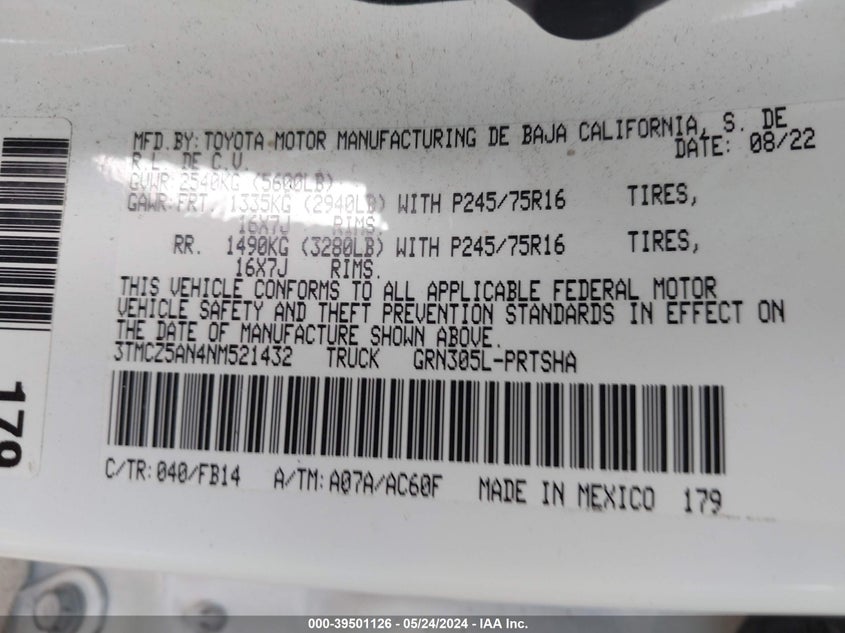 MFD.BY:TOYOTA MOTOR MANUFACTURING DE BAJA CALIFORNIA, S. DE
R.L. DE C.V. DATE: 08/22
GVWR:2540KG (5600LB)
GAWR:FRT. 1335KG (2940LB) WITH P245/75R16 TIRES,
16X7J RIMS.
RR. 1490KG (3280LB) WITH P245/75R16 TIRES,
16X7J RIMS.
THIS VEHICLE CONFORMS TO ALL APPLICABLE FEDERAL MOTOR
VEHICLE SAFETY AND THEFT PREVENTION STANDARDS IN EFFECT ON
THE DATE OF MANUFACTURE SHOWN ABOVE.
3TMCZ5AN4NM521432 TRUCK GRN305L-PRTSHA
C/TR:040/FB14 A/TM:A07A/AC60F MADE IN MEXICO 179
179
000-39501126 - 05/24/2024 - IAA Inc.